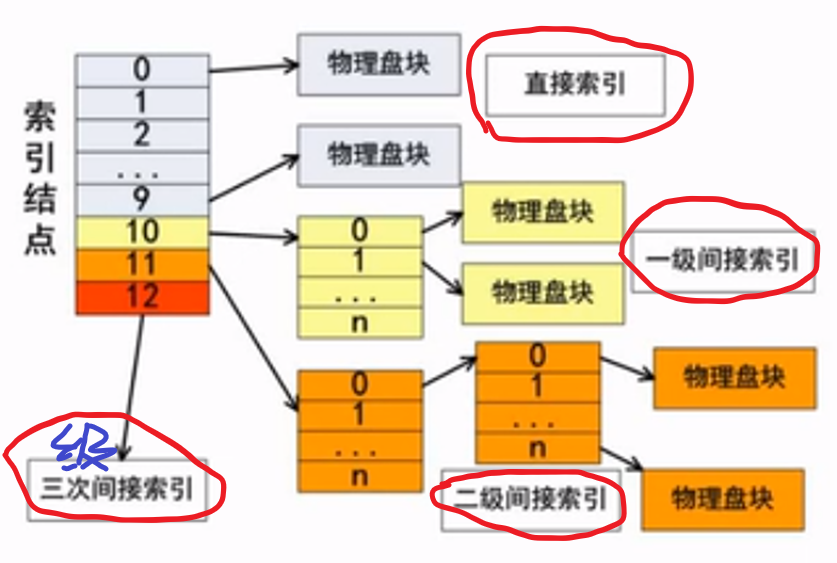 索引结点
0
1
2
...
9
10
11
12
物理盘块
直接索引
物理盘块
0
1
...
n
物理盘块
物理盘块
一级间接索引
0
1
...
n
0
1
...
n
物理盘块
物理盘块
二级间接索引
级
三次间接索引